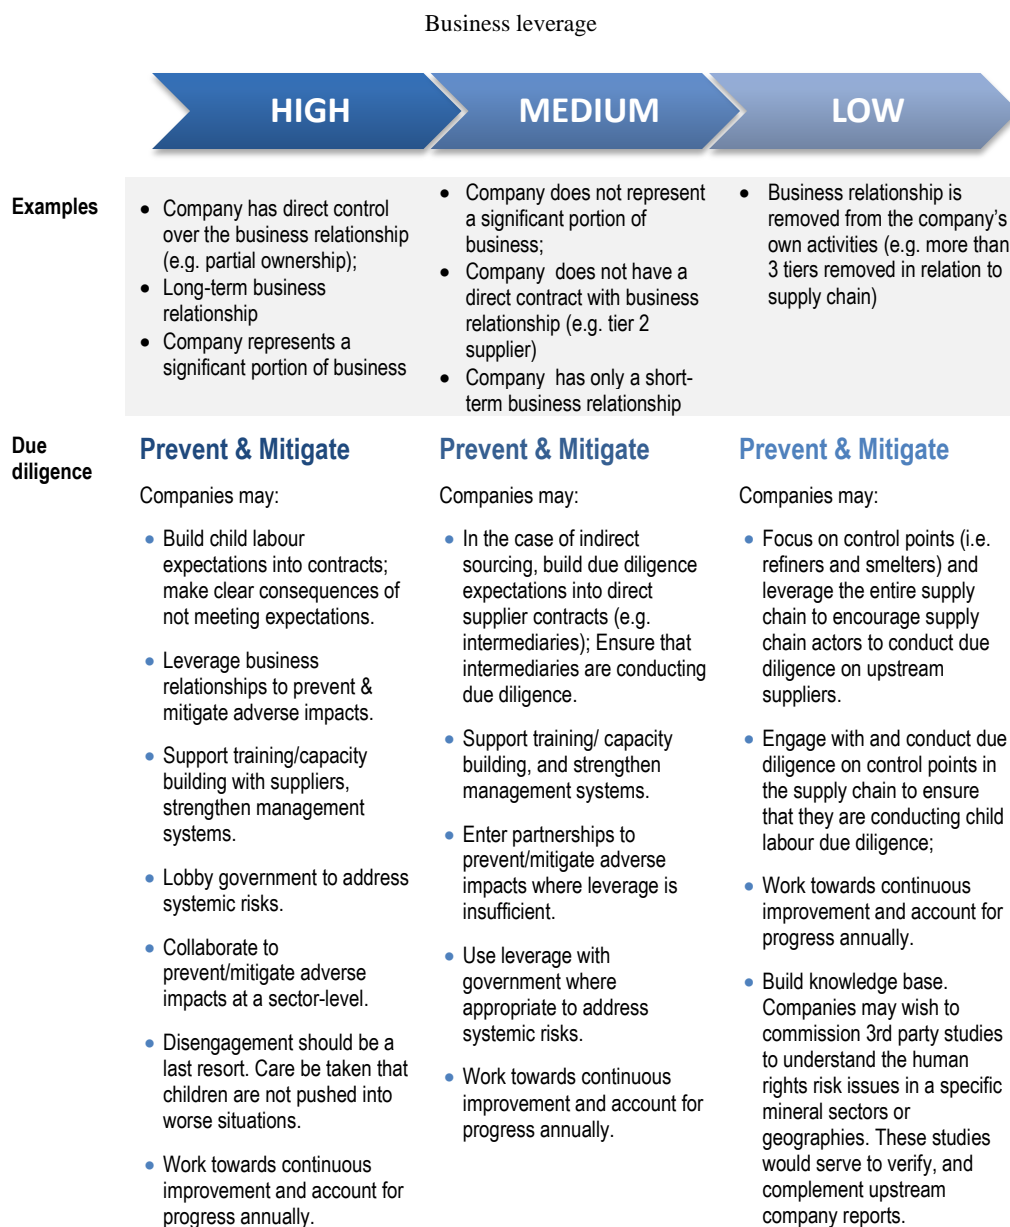 Business leverage
HIGH
MEDIUM
LOW
Examples
• Company has direct control
over the business relationship
(e.g. partial ownership);
• Long-term business
relationship
• Company represents a
significant portion of business
• Company does not represent
a significant portion of
business;
• Company does not have a
direct contract with business
relationship (e.g. tier 2
supplier)
• Company has only a short-
term business relationship
• Business relationship is
removed from the company's
own activities (e.g. more than
3 tiers removed in relation to
supply chain)
Due
diligence
Prevent & Mitigate
Companies may:
• Build child labour
expectations into contracts;
make clear consequences of
not meeting expectations.
• Leverage business
relationships to prevent &
mitigate adverse impacts.
• Support training/capacity
building with suppliers,
strengthen management
systems.
• Lobby government to address
systemic risks.
• Collaborate to
prevent/mitigate adverse
impacts at a sector-level.
• Disengagement should be a
last resort. Care be taken that
children are not pushed into
worse situations.
• Work towards continuous
improvement and account for
progress annually.
Prevent & Mitigate
Companies may:
• In the case of indirect
sourcing, build due diligence
expectations into direct
supplier contracts (e.g.
intermediaries); Ensure that
intermediaries are conducting
due diligence.
• Support training/ capacity
building, and strengthen
management systems.
• Enter partnerships to
prevent/mitigate adverse
impacts where leverage is
insufficient.
• Use leverage with
government where
appropriate to address
systemic risks.
• Work towards continuous
improvement and account for
progress annually.
Prevent & Mitigate
Companies may:
• Focus on control points (i.e.
refiners and smelters) and
leverage the entire supply
chain to encourage supply
chain actors to conduct due
diligence on upstream
suppliers.
• Engage with and conduct due
diligence on control points in
the supply chain to ensure
that they are conducting child
labour due diligence;
• Work towards continuous
improvement and account for
progress annually.
• Build knowledge base.
Companies may wish to
commission 3rd party studies
to understand the human
rights risk issues in a specific
mineral sectors or
geographies. These studies
would serve to verify, and
complement upstream
company reports.